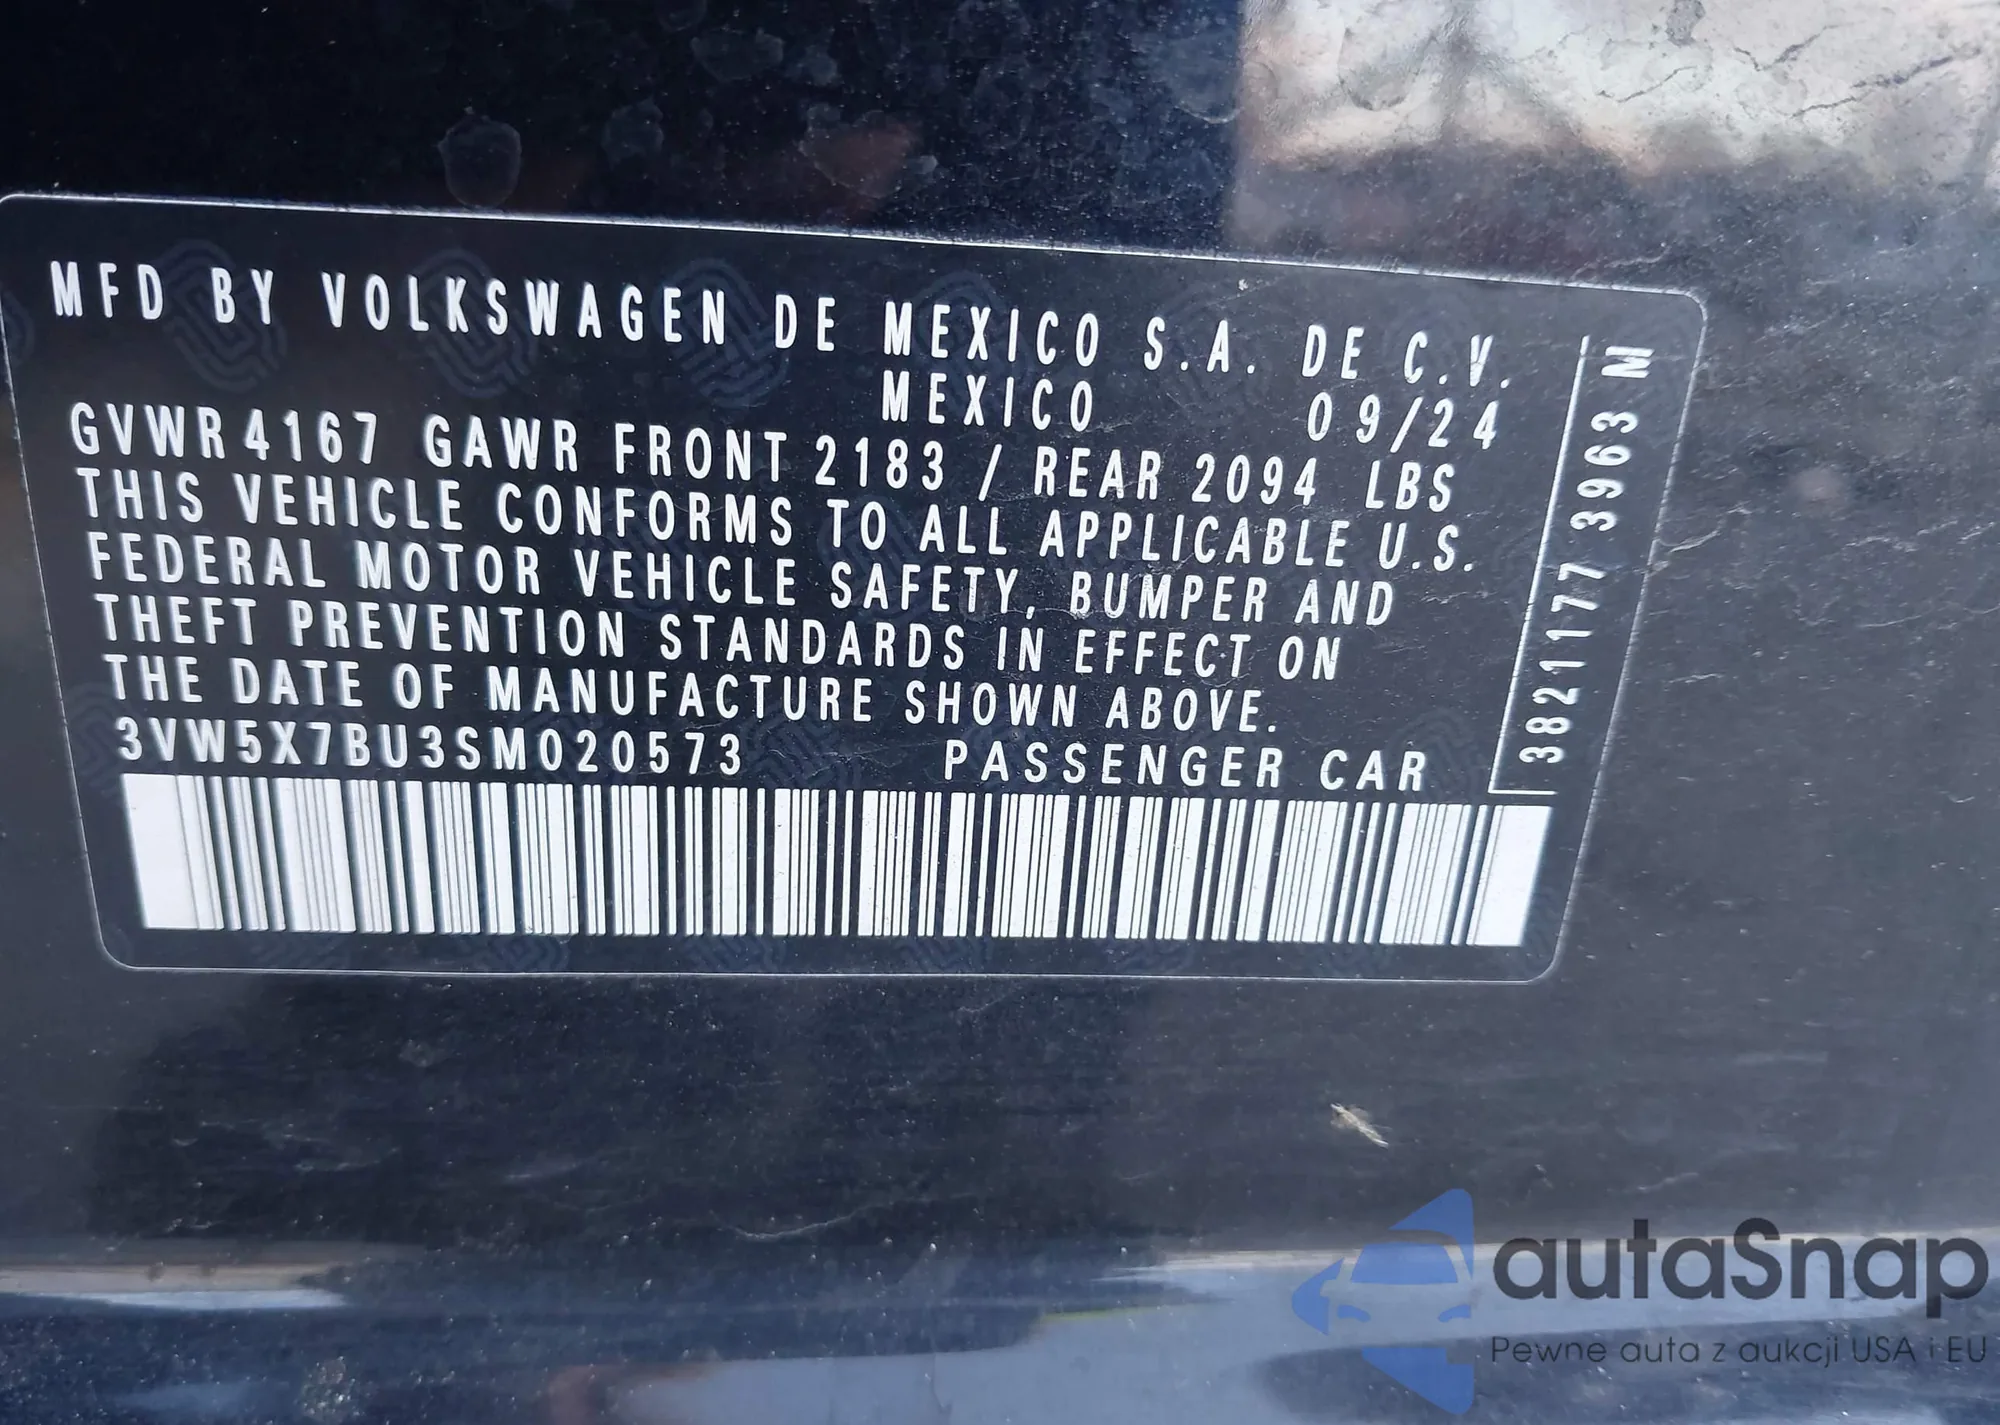 MFD BY VOLKSWAGEN DE MEXICO S.A. DE C.V.
MEXICO 09/24
GVWR 4167 GAWR FRONT 2183 / REAR 2094 LBS
THIS VEHICLE CONFORMS TO ALL APPLICABLE U.S.
FEDERAL MOTOR VEHICLE SAFETY, BUMPER AND
THEFT PREVENTION STANDARDS IN EFFECT ON
THE DATE OF MANUFACTURE SHOWN ABOVE.
3VW5X7BU3SM020573 PASSENGER CAR
382117773963 M
autaSnap
Pewne auta z aukcji USA i EU